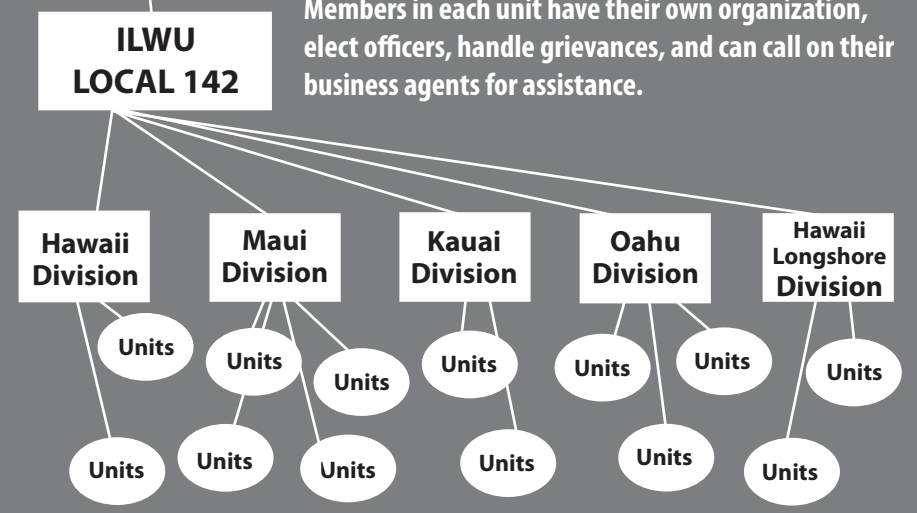 Members in each unit have their own organization,
elect officers, handle grievances, and can call on their
business agents for assistance.
ILWU
LOCAL 142
Hawaii
Division
Maui
Division
Kauai
Division
Oahu
Division
Hawaii
Longshore
Division
Units
Units
Units
Units
Units
Units
Units
Units
Units
Units
Units
Units
Units